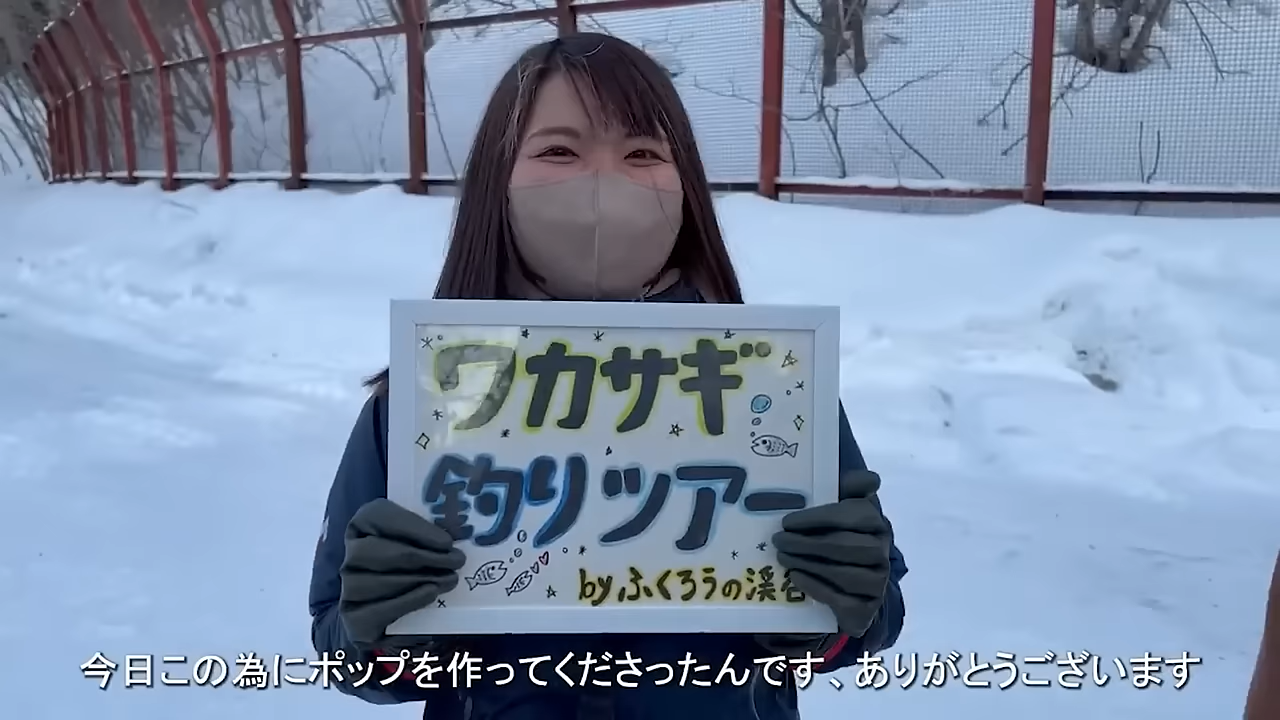 ワカサギ
釣りツアー
by ふくろうの渓谷
今日この為にポップを作ってくださったんです、ありがとうございます